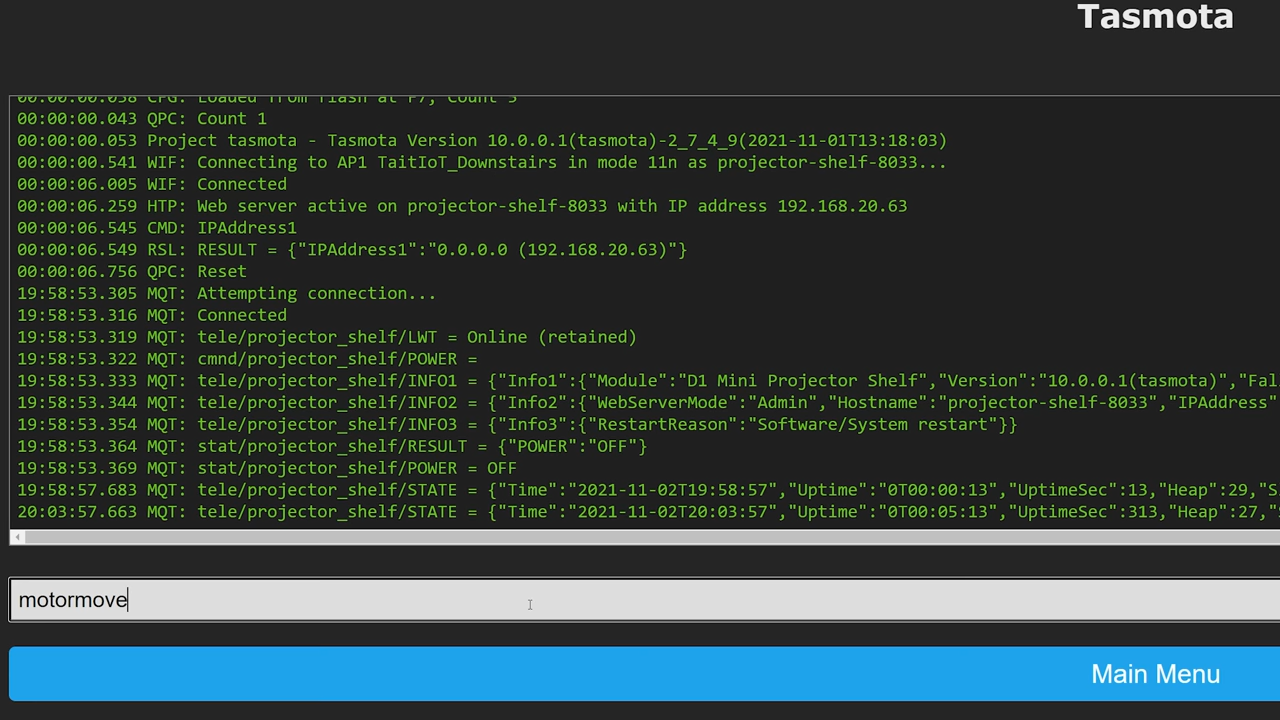 Tasmota
00:00:00.038 CFG: Loaded from flash at F7, Count 5
00:00:00.043 QPC: Count 1
00:00:00.053 Project tasmota - Tasmota Version 10.0.0.1(tasmota)-2_7_4_9(2021-11-01T13:18:03)
00:00:00.541 WIF: Connecting to AP1 TaitIoT_Downstairs in mode 11n as projector-shelf-8033...
00:00:06.005 WIF: Connected
00:00:06.259 HTP: Web server active on projector-shelf-8033 with IP address 192.168.20.63
00:00:06.545 CMD: IPAddress1
00:00:06.549 RSL: RESULT = {"IPAddress1":"0.0.0.0 (192.168.20.63)"}
00:00:06.756 QPC: Reset
19:58:53.305 MQT: Attempting connection...
19:58:53.316 MQT: Connected
19:58:53.319 MQT: tele/projector_shelf/LWT = Online (retained)
19:58:53.322 MQT: cmnd/projector_shelf/POWER =
19:58:53.333 MQT: tele/projector_shelf/INFO1 = {"Info1":{"Module":"D1 Mini Projector Shelf","Version":"10.0.0.1(tasmota)","Fal
19:58:53.344 MQT: tele/projector_shelf/INFO2 = {"Info2":{"WebServerMode":"Admin","Hostname":"projector-shelf-8033","IPAddress"
19:58:53.354 MQT: tele/projector_shelf/INFO3 = {"Info3":{"RestartReason":"Software/System restart"}}
19:58:53.364 MQT: stat/projector_shelf/RESULT = {"POWER":"OFF"}
19:58:53.369 MQT: stat/projector_shelf/POWER = OFF
19:58:57.683 MQT: tele/projector_shelf/STATE = {"Time":"2021-11-02T19:58:57","Uptime":"0T00:00:13","UptimeSec":13,"Heap":29,"S
20:03:57.663 MQT: tele/projector_shelf/STATE = {"Time":"2021-11-02T20:03:57","Uptime":"0T00:05:13","UptimeSec":313,"Heap":27,"
motormove
Main Menu